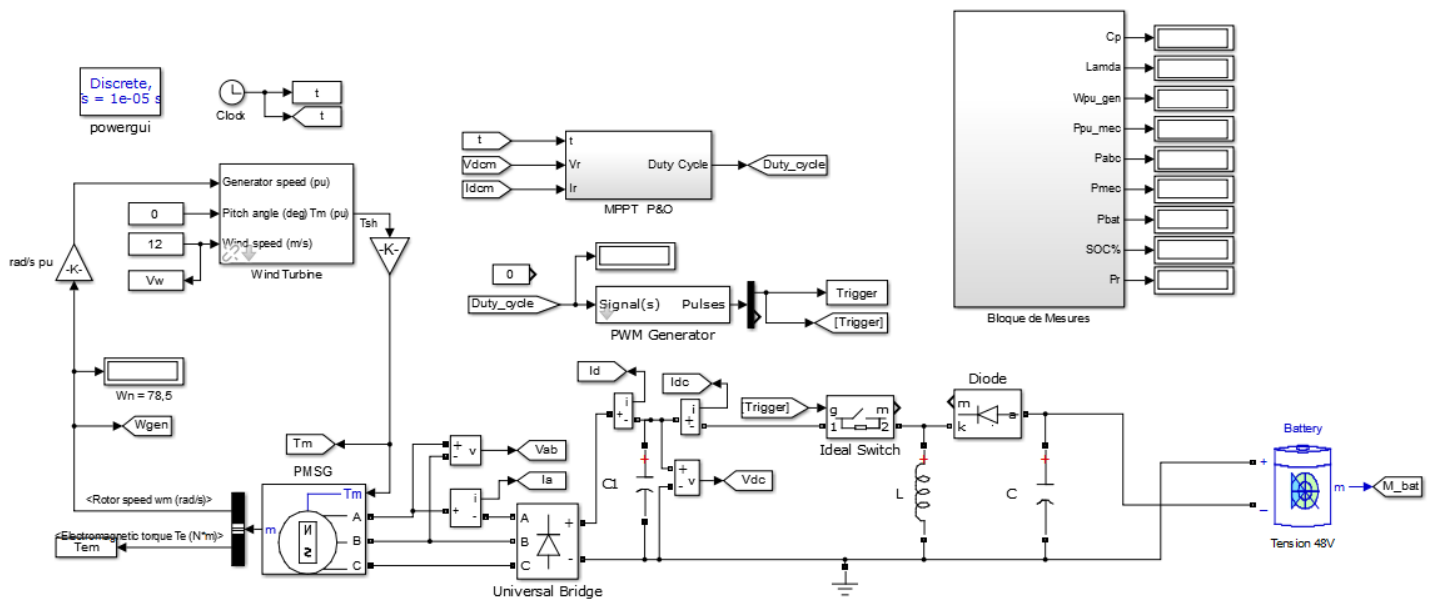 Discrete,
s = 1e-05 s
powergui
Clock
t
t
t
Vdcm
Idcm
t
Vr
Ir
Duty Cycle
MPPT P&O
Duty_cycle
Cp
Lamda
Wpu_gen
Ppu_mec
Pabc
Pmec
Pbat
SOC%
Pr
Bloque de Mesures
Generator speed (pu)
Pitch angle (deg) Tm (pu)
Wind speed (m/s)
Wind Turbine
0
12
Vw
Tsh
-K-
rad/s pu
-K-
0
Duty_cycle
Signal(s) Pulses
PWM Generator
Trigger
[Trigger]
Wn = 78,5
Wgen
Tm
PMSG
Tm
<Rotor speed wm (rad/s)>
<Electromagnetic torque Te (N*m)>
Tem
m
N
S
A
B
C
+
-
v
Vab
i
+
-
Ia
A
B
C
+
-
Universal Bridge
Id
i
+
-
Idc
i
+
-
C1
+
+
-
v
Vdc
[Trigger]
g
1
m
2
Ideal Switch
+
L
Diode
m
k
a
+
C
Battery
+
_
m
M_bat
Tension 48V